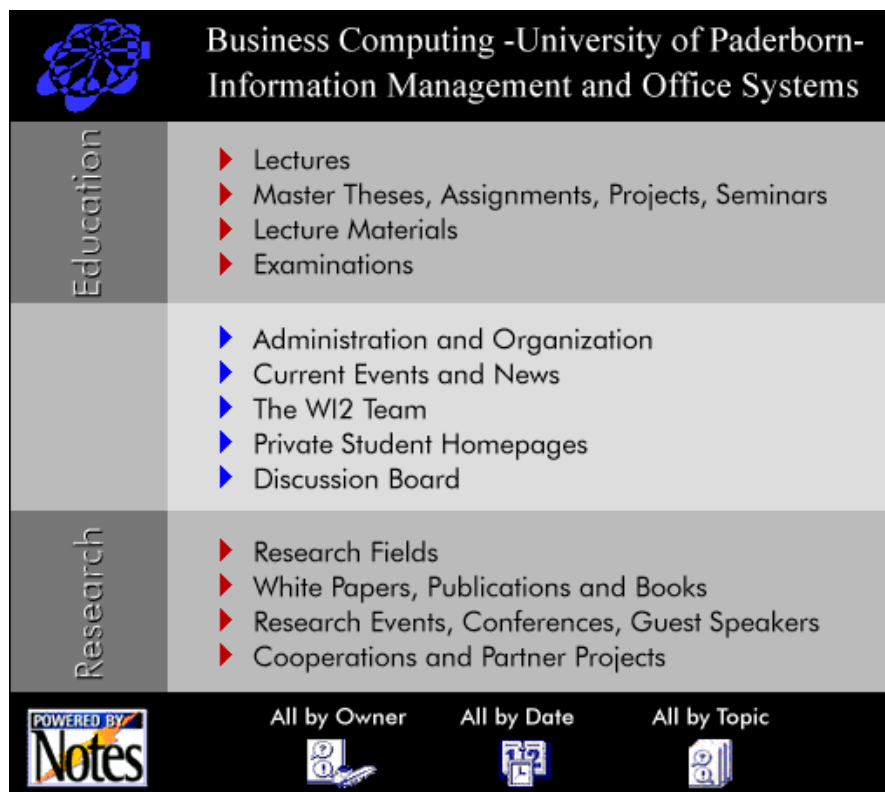 Business Computing -University of Paderborn-
Information Management and Office Systems
Education
Lectures
Master Theses, Assignments, Projects, Seminars
Lecture Materials
Examinations
Administration and Organization
Current Events and News
The WI2 Team
Private Student Homepages
Discussion Board
Research
Research Fields
White Papers, Publications and Books
Research Events, Conferences, Guest Speakers
Cooperations and Partner Projects
POWERED BY
Notes
All by Owner
All by Date
All by Topic